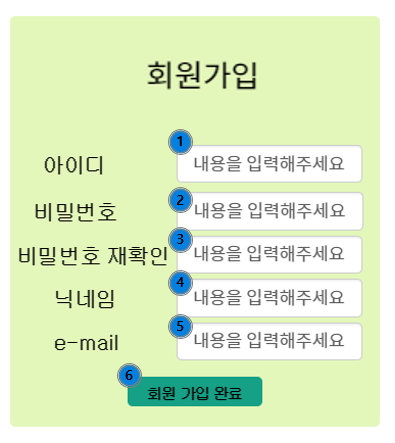 회원가입
1
아이디 내용을 입력해주세요
2
비밀번호 내용을 입력해주세요
3
비밀번호 재확인 내용을 입력해주세요
4
닉네임 내용을 입력해주세요
5
e-mail 내용을 입력해주세요
6
회원 가입 완료